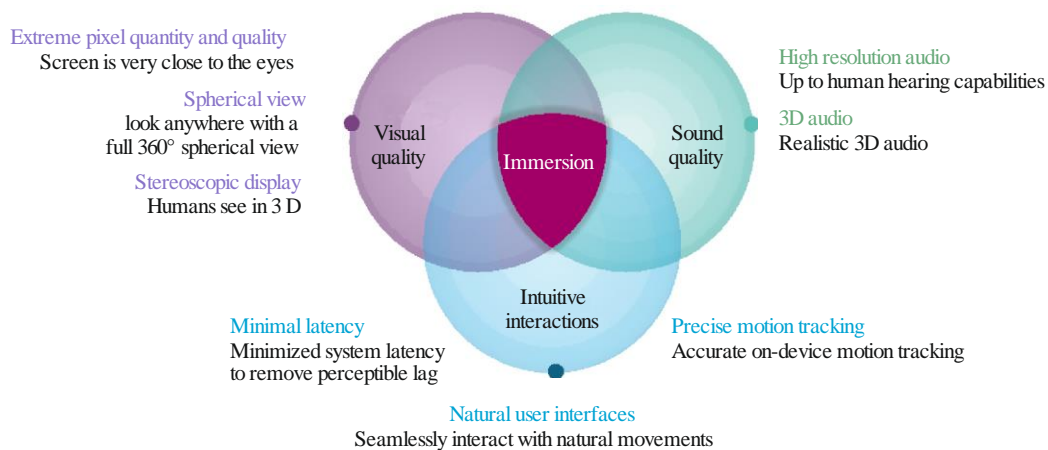 Extreme pixel quantity and quality
Screen is very close to the eyes
Spherical view
look anywhere with a
full 360° spherical view
Stereoscopic display
Humans see in 3 D
Visual
quality
Immersion
Sound
quality
High resolution audio
Up to human hearing capabilities
3D audio
Realistic 3D audio
Intuitive
interactions
Minimal latency
Minimized system latency
to remove perceptible lag
Precise motion tracking
Accurate on-device motion tracking
Natural user interfaces
Seamlessly interact with natural movements